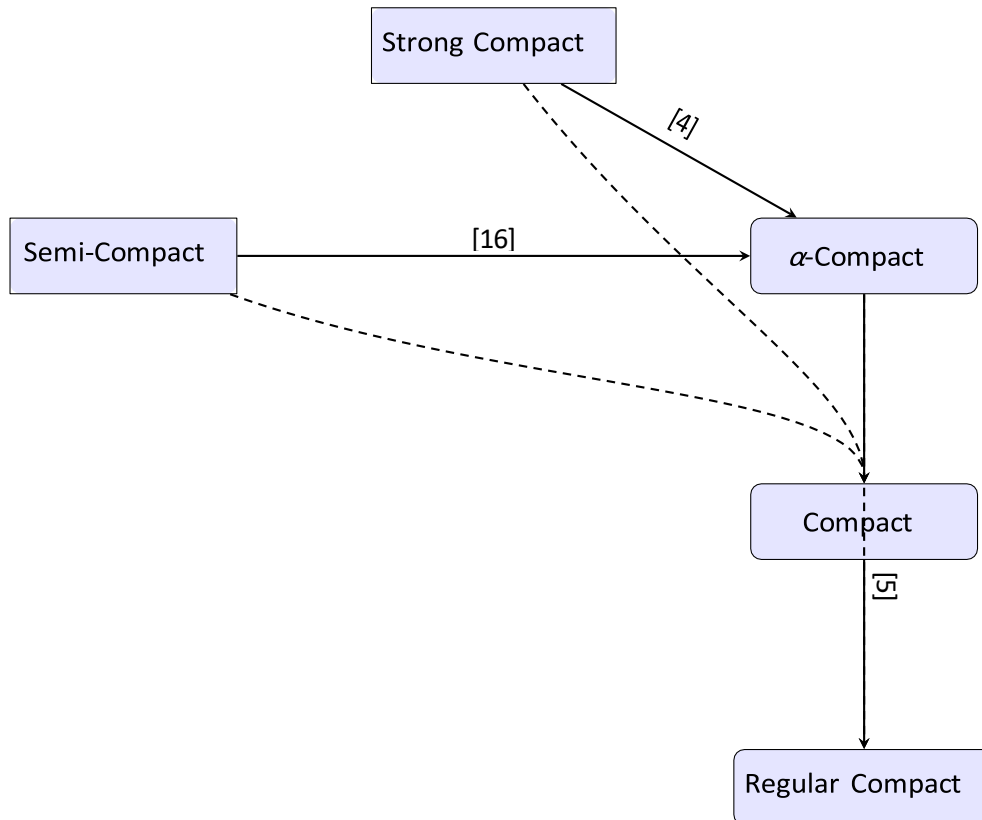 Strong Compact
[4]
Semi-Compact
[16]
α-Compact
Compact
[5]
Regular Compact